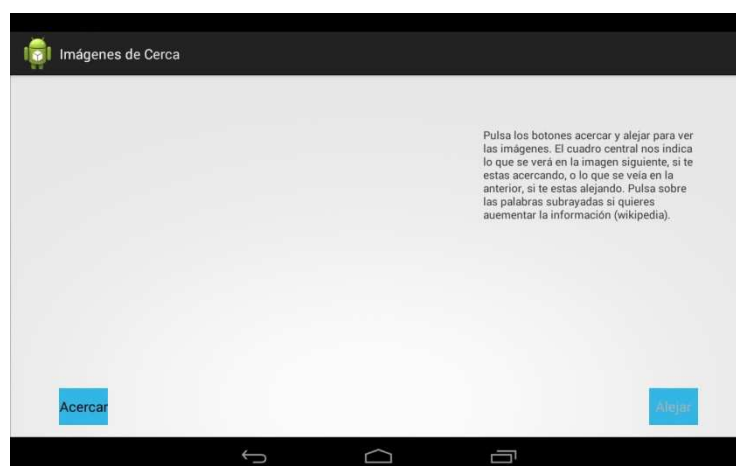 Imágenes de Cerca
Pulsa los botones acercar y alejar para ver
las imágenes. El cuadro central nos indica
lo que se verá en la imagen siguiente, si te
estas acercando, o lo que se veía en la
anterior, si te estas alejando. Pulsa sobre
las palabras subrayadas si quieres
auementar la información (wikipedia).
Acercar
Alejar